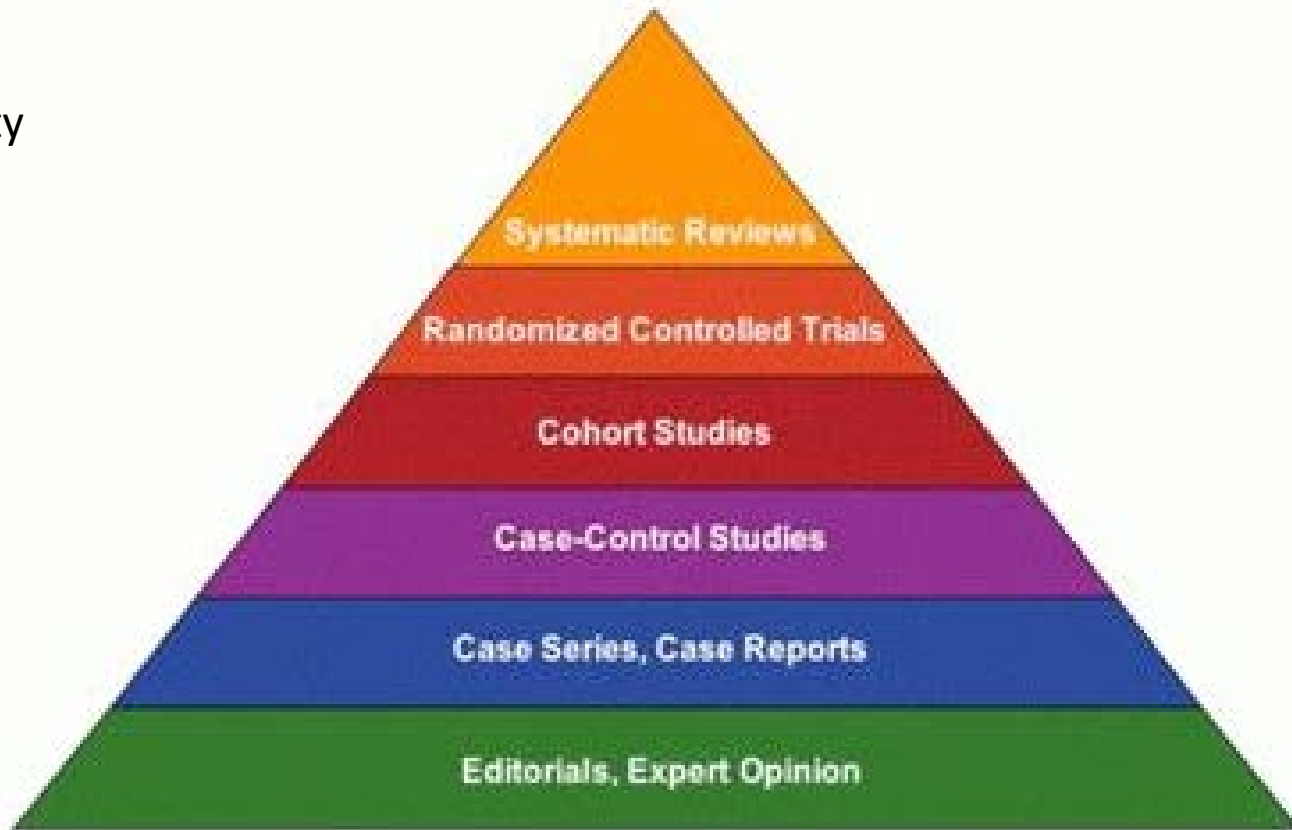 Systematic Reviews
Randomized Controlled Trials
Cohort Studies
Case-Control Studies
Case Series, Case Reports
Editorials, Expert Opinion